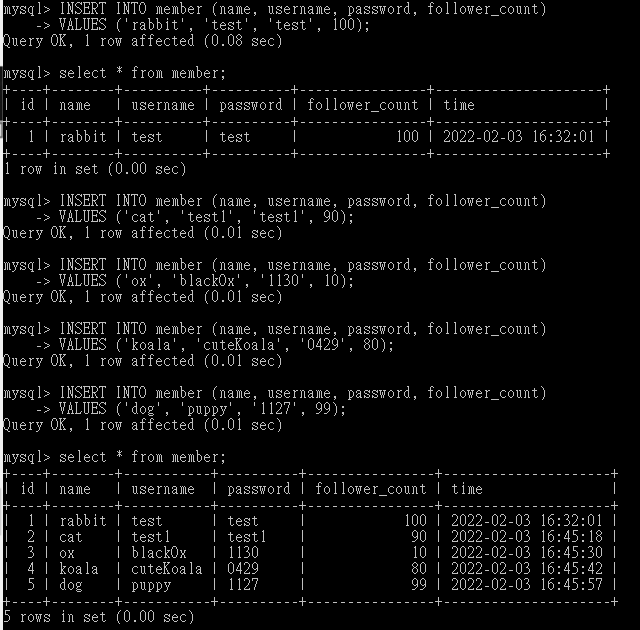 mysql> INSERT INTO member (name, username, password, follower_count)
    -> VALUES ('rabbit', 'test', 'test', 100);
Query OK, 1 row affected (0.08 sec)

mysql> select * from member;
+----+--------+----------+----------+----------------+---------------------+
| id | name   | username | password | follower_count | time                |
+----+--------+----------+----------+----------------+---------------------+
|  1 | rabbit | test     | test     |            100 | 2022-02-03 16:32:01 |
+----+--------+----------+----------+----------------+---------------------+
1 row in set (0.00 sec)

mysql> INSERT INTO member (name, username, password, follower_count)
    -> VALUES ('cat', 'test1', 'test1', 90);
Query OK, 1 row affected (0.01 sec)

mysql> INSERT INTO member (name, username, password, follower_count)
    -> VALUES ('ox', 'blackOx', '1130', 10);
Query OK, 1 row affected (0.01 sec)

mysql> INSERT INTO member (name, username, password, follower_count)
    -> VALUES ('koala', 'cuteKoala', '0429', 80);
Query OK, 1 row affected (0.01 sec)

mysql> INSERT INTO member (name, username, password, follower_count)
    -> VALUES ('dog', 'puppy', '1127', 99);
Query OK, 1 row affected (0.01 sec)

mysql> select * from member;
+----+--------+-----------+----------+----------------+---------------------+
| id | name   | username  | password | follower_count | time                |
+----+--------+-----------+----------+----------------+---------------------+
|  1 | rabbit | test      | test     |            100 | 2022-02-03 16:32:01 |
|  2 | cat    | test1     | test1    |             90 | 2022-02-03 16:45:18 |
|  3 | ox     | blackOx   | 1130     |             10 | 2022-02-03 16:45:30 |
|  4 | koala  | cuteKoala | 0429     |             80 | 2022-02-03 16:45:42 |
|  5 | dog    | puppy     | 1127     |             99 | 2022-02-03 16:45:57 |
+----+--------+-----------+----------+----------------+---------------------+
5 rows in set (0.00 sec)